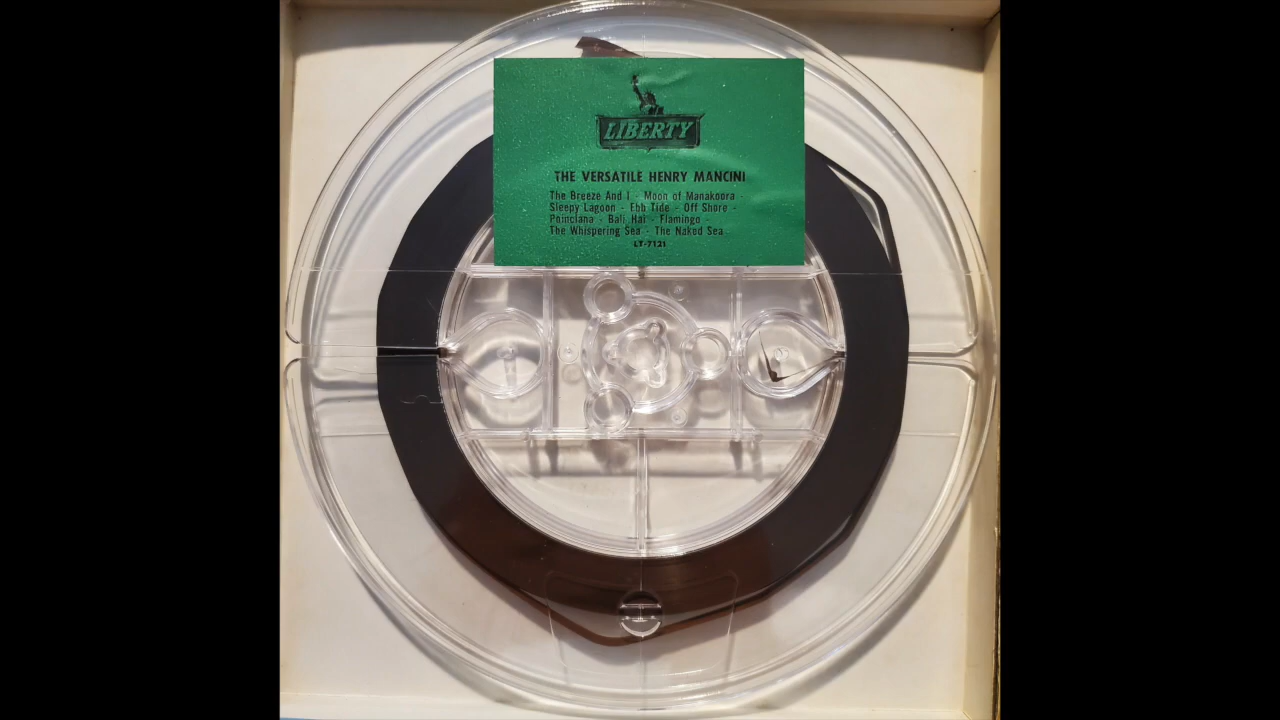 LIBERTY
THE VERSATILE HENRY MANCINI
The Breeze And I - Moon of Manakoora -
Sleepy Lagoon - Ebb Tide - Off Shore -
Poinciana - Bali Hai - Flamingo -
The Whispering Sea - The Naked Sea
LT-7121